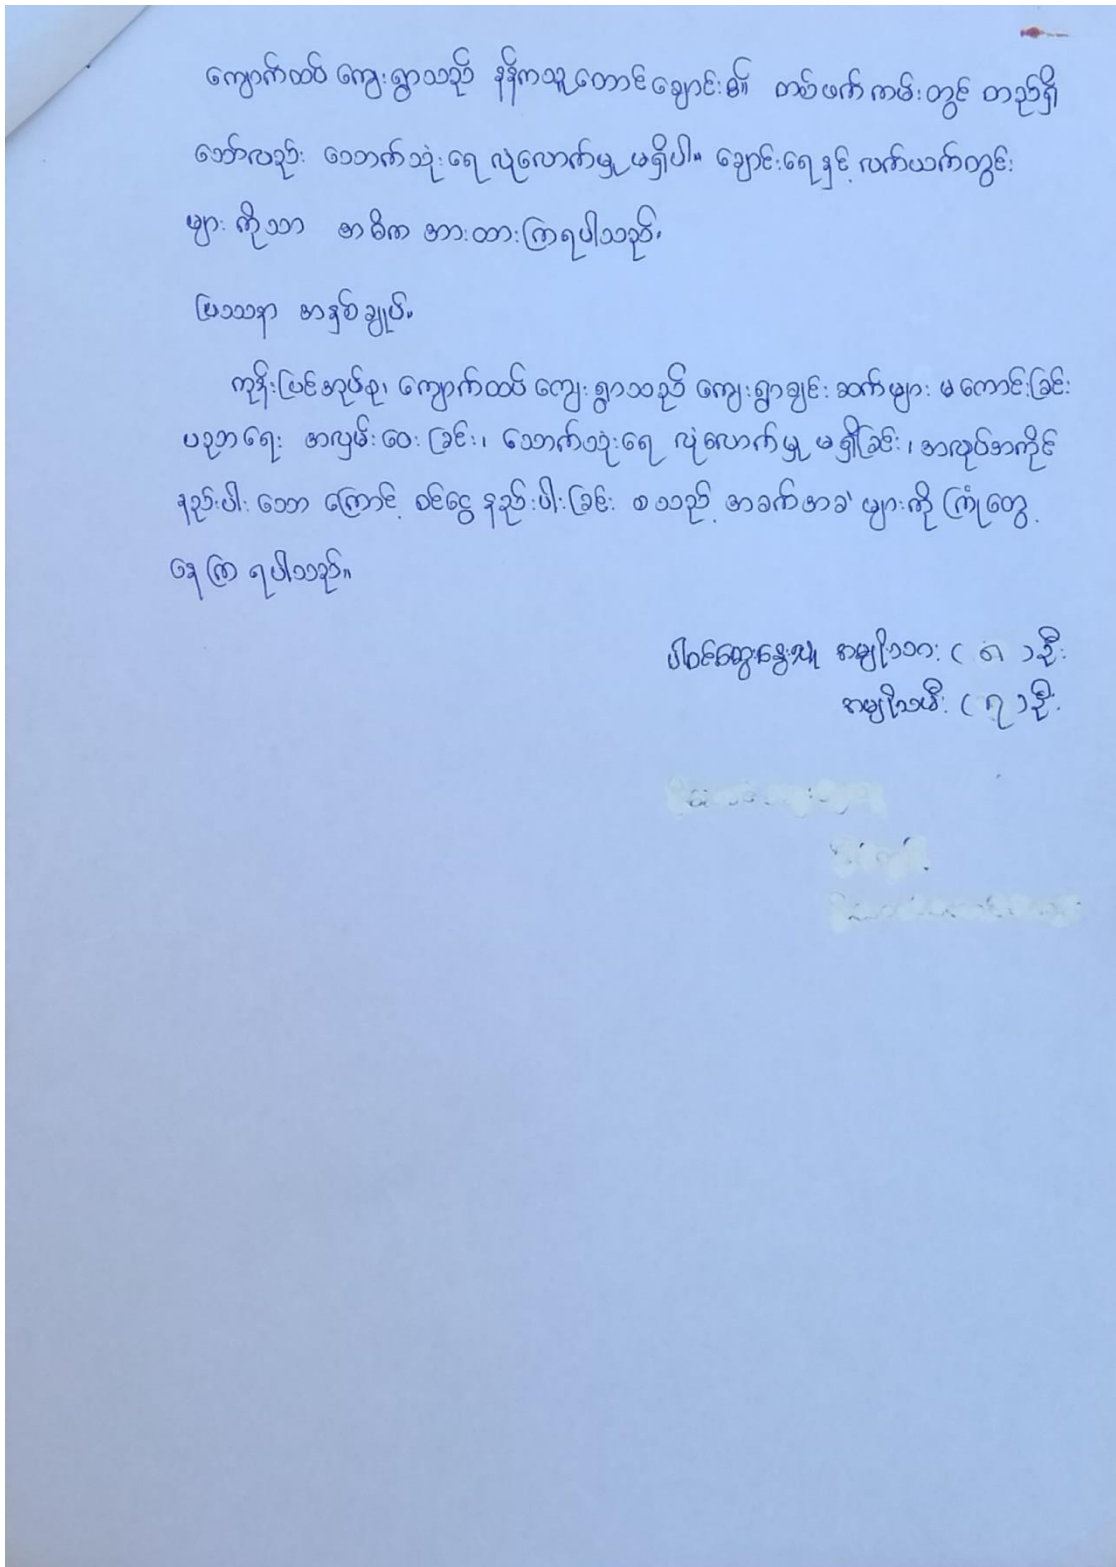 ကျောက်ထပ် ကျေးရွာသည် နန်ကသူတောင်ချောင်း၏ တစ်ဖက်ကမ်းတွင် တည်ရှိ
သော်လည်း သောက်သုံးရေ လုံလောက်မှု မရှိပါ။ ချောင်းရေနှင့် လက်ယက်တွင်း
များကိုသာ အဓိက အားထားကြရပါသည်။
ပြဿနာ အနှစ်ချုပ်။
ကုန်းပြင်အုပ်စု၊ ကျောက်ထပ် ကျေးရွာသည် ကျေးရွာချင်း ဆက်များ မကောင်းခြင်း
ပညာရေး အလှမ်းဝေးခြင်း၊ သောက်သုံးရေ လုံလောက်မှု မရှိခြင်း၊ အလုပ်အကိုင်
နည်းပါးသောကြောင့် ဝင်ငွေနည်းပါးခြင်း စသည့် အခက်အခဲများကို ကြုံတွေ့
နေကြရပါသည်။
ပါဝင်ဆွေးနွေးသူ အမျိုးသား ( ၈ ) ဦး
အမျိုးသမီး ( ၇ ) ဦး